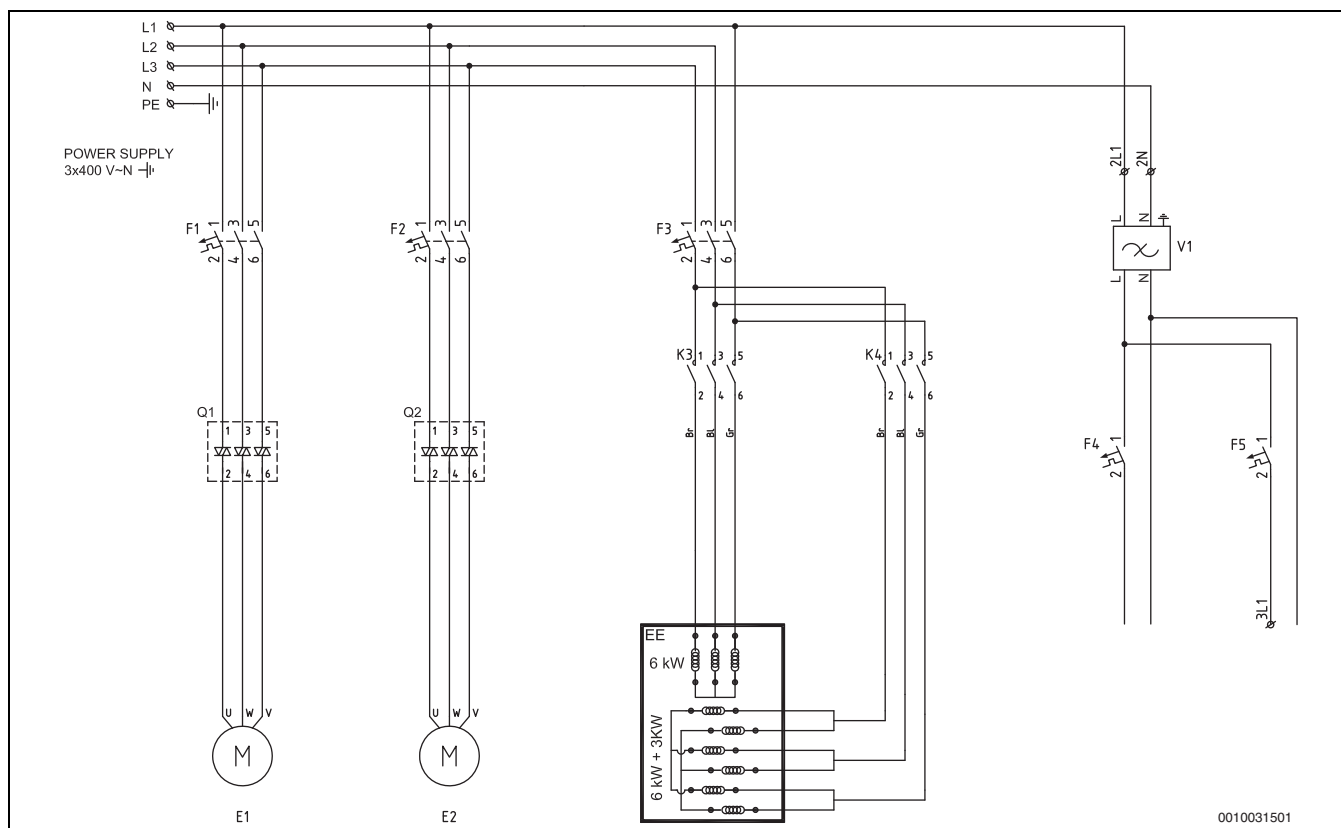 L1
L2
L3
N
PE
POWER SUPPLY
3x400 V~N
2L1 2N
F1 1 3 5
2 4 6
F2 1 3 5
2 4 6
F3 1 3 5
2 4 6
L N
V1
L N
K3 1 3 5
2 4 6
K4 1 3 5
2 4 6
Br Bl Gr
Br Bl Gr
Q1
1 3 5
2 4 6
Q2
1 3 5
2 4 6
F4 1
2
F5 1
2
3L1
EE
6 kW
6 kW + 3KW
U W V
M
E1
U W V
M
E2
0010031501